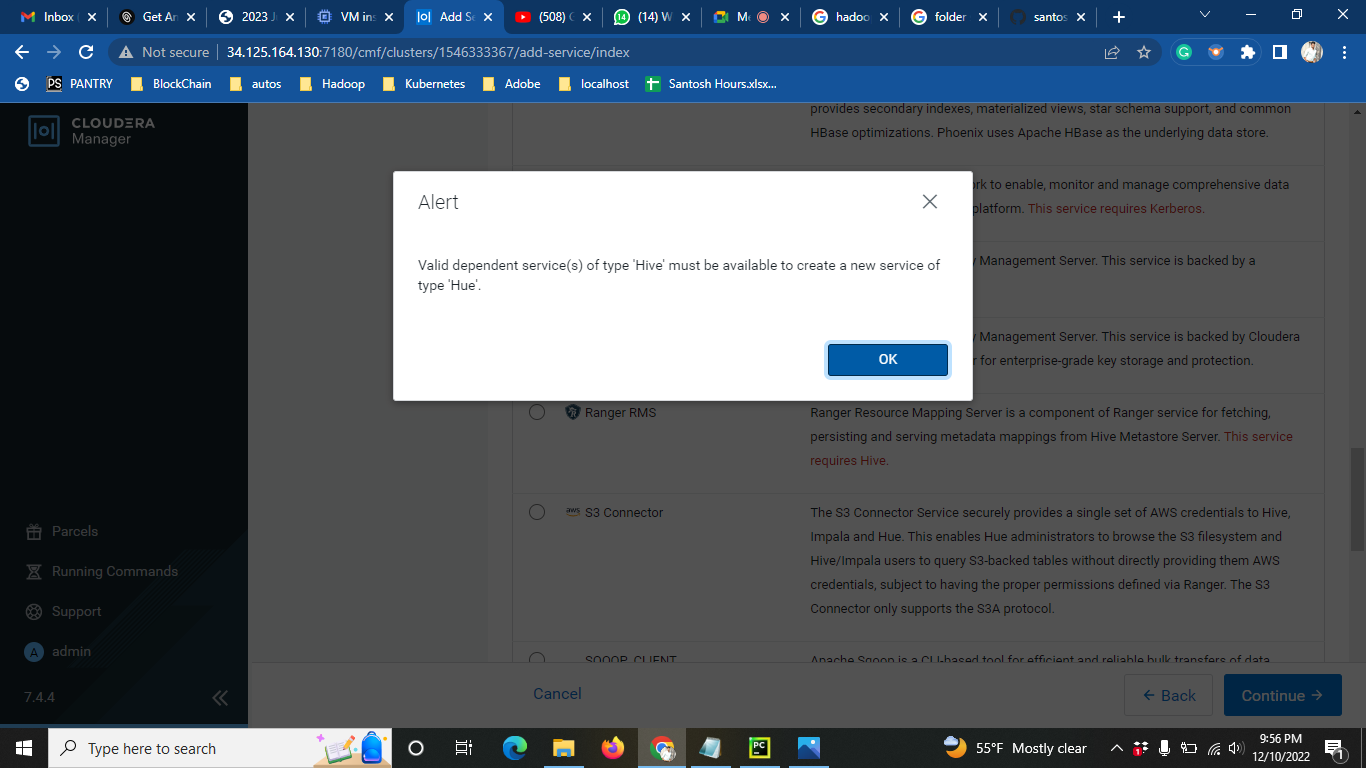 Inbox
Get An
2023 J
VM ins
Add Se
(508)
(14) W
Me
hadoo
folder
santos
Not secure
34.125.164.130:7180/cmf/clusters/1546333367/add-service/index
PANTRY
BlockChain
autos
Hadoop
Kubernetes
Adobe
localhost
Santosh Hours.xlsx...
CLOUDERA
Manager
provides secondary indexes, materialized views, star schema support, and common
HBase optimizations. Phoenix uses Apache HBase as the underlying data store.
Alert
rk to enable, monitor and manage comprehensive data
platform. This service requires Kerberos.
Valid dependent service(s) of type 'Hive' must be available to create a new service of
type 'Hue'.
Management Server. This service is backed by a
Management Server. This service is backed by Cloudera
r for enterprise-grade key storage and protection.
OK
Ranger RMS
Ranger Resource Mapping Server is a component of Ranger service for fetching,
persisting and serving metadata mappings from Hive Metastore Server. This service
requires Hive.
aws
S3 Connector
The S3 Connector Service securely provides a single set of AWS credentials to Hive,
Impala and Hue. This enables Hue administrators to browse the S3 filesystem and
Hive/Impala users to query S3-backed tables without directly providing them AWS
credentials, subject to having the proper permissions defined via Ranger. The S3
Connector only supports the S3A protocol.
SQOOP_CLIENT
Apache Sqoop is a CLI-based tool for efficient and reliable bulk transfers of data
Parcels
Running Commands
Support
A
admin
7.4.4
Cancel
Back
Continue
Type here to search
55°F Mostly clear
9:56 PM
12/10/2022
1